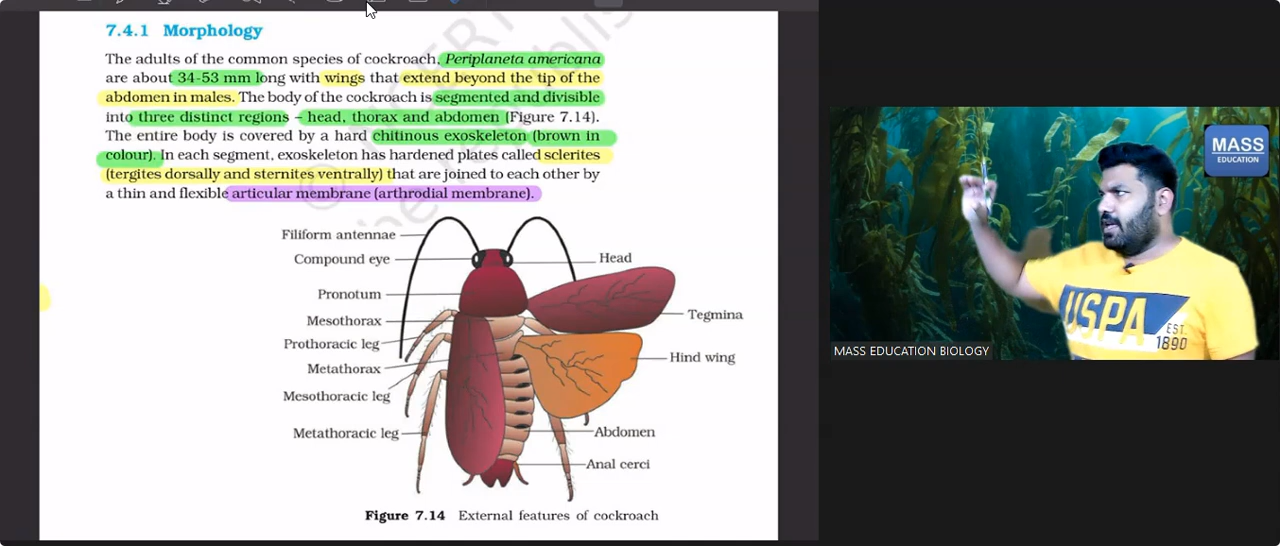 7.4.1 Morphology
The adults of the common species of cockroach, Periplaneta americana
are about 34-53 mm long with wings that extend beyond the tip of the
abdomen in males. The body of the cockroach is segmented and divisible
into three distinct regions – head, thorax and abdomen (Figure 7.14).
The entire body is covered by a hard chitinous exoskeleton (brown in
colour). In each segment, exoskeleton has hardened plates called sclerites
(tergites dorsally and sternites ventrally) that are joined to each other by
a thin and flexible articular membrane (arthrodial membrane).
Filiform antennae
Compound eye
Head
Pronotum
Tegmina
Mesothorax
Prothoracic leg
Hind wing
Metathorax
Mesothoracic leg
Metathoracic leg
Abdomen
Anal cerci
Figure 7.14 External features of cockroach
MASS
EDUCATION
USPA
EST.
1890
MASS EDUCATION BIOLOGY